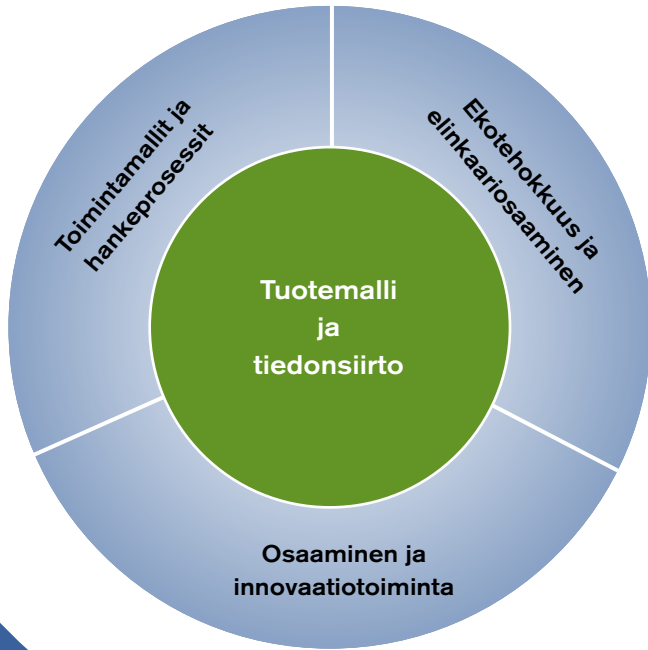 Toimintamallit ja
hankeprosessit
Ekotehokkuus ja
elinkaariosaaminen
Tuotemalli
ja
tiedonsiirto
Osaaminen ja
innovaatiotoiminta